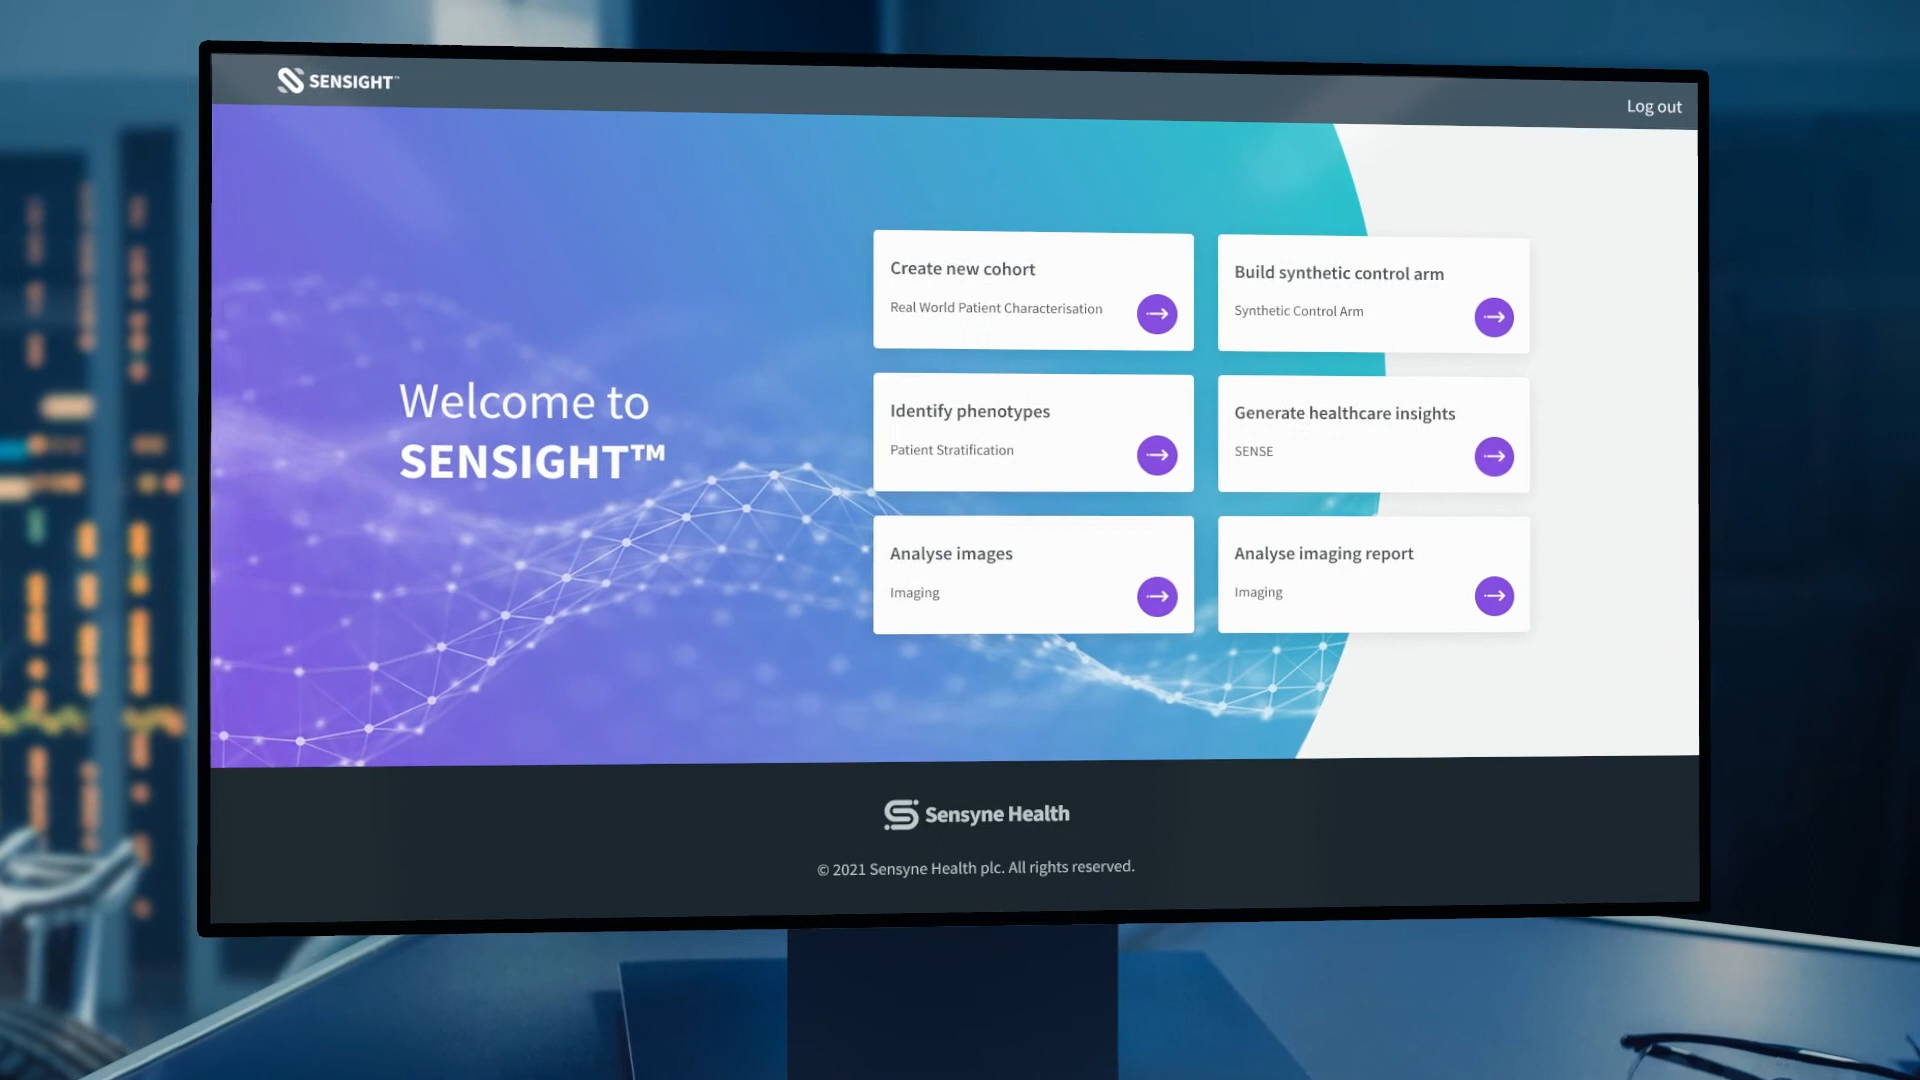 SENSIGHT™
Log out
Welcome to
SENSIGHT™
Create new cohort
Real World Patient Characterisation
Build synthetic control arm
Synthetic Control Arm
Identify phenotypes
Patient Stratification
Generate healthcare insights
SENSE
Analyse images
Imaging
Analyse imaging report
Imaging
Sensyne Health
© 2021 Sensyne Health plc. All rights reserved.